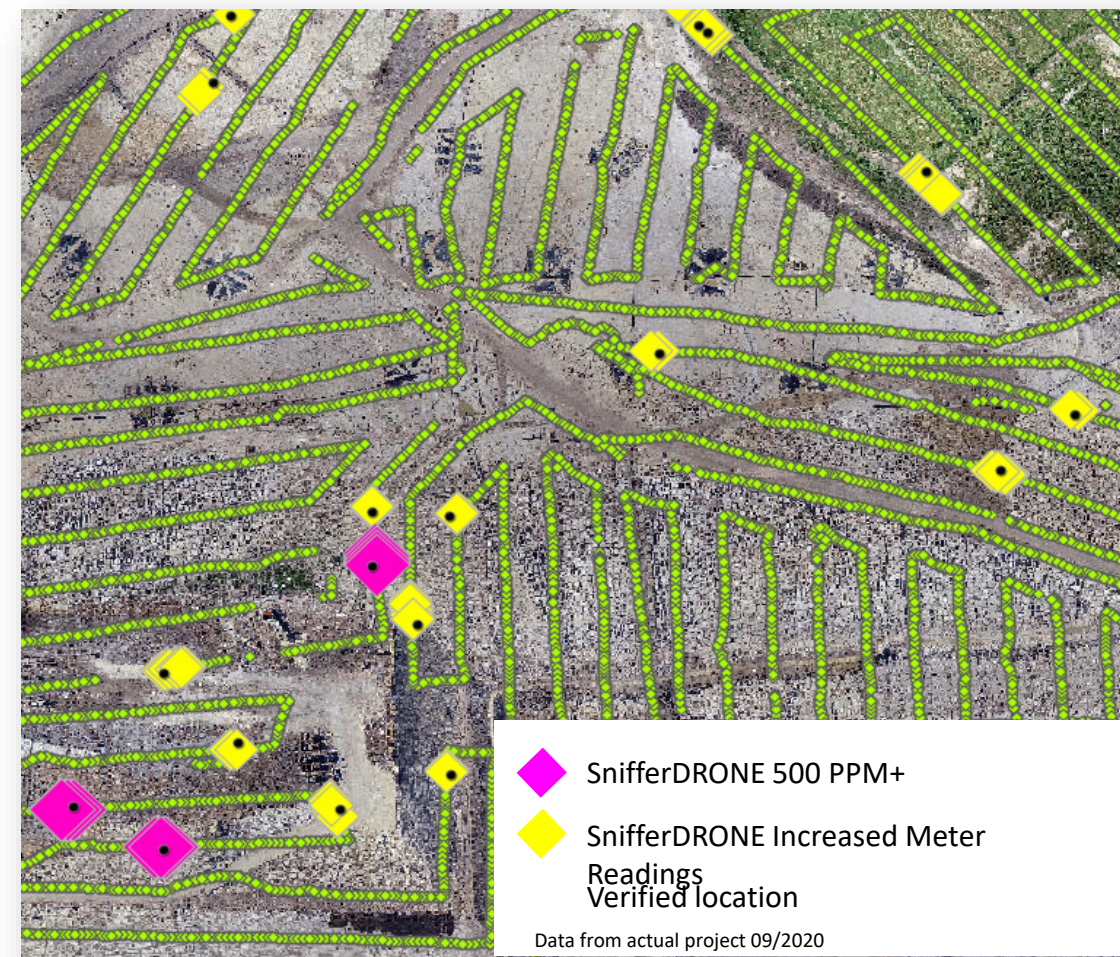 SnifferDRONE 500 PPM+
SnifferDRONE Increased Meter
Readings
Verified location
Data from actual project 09/2020